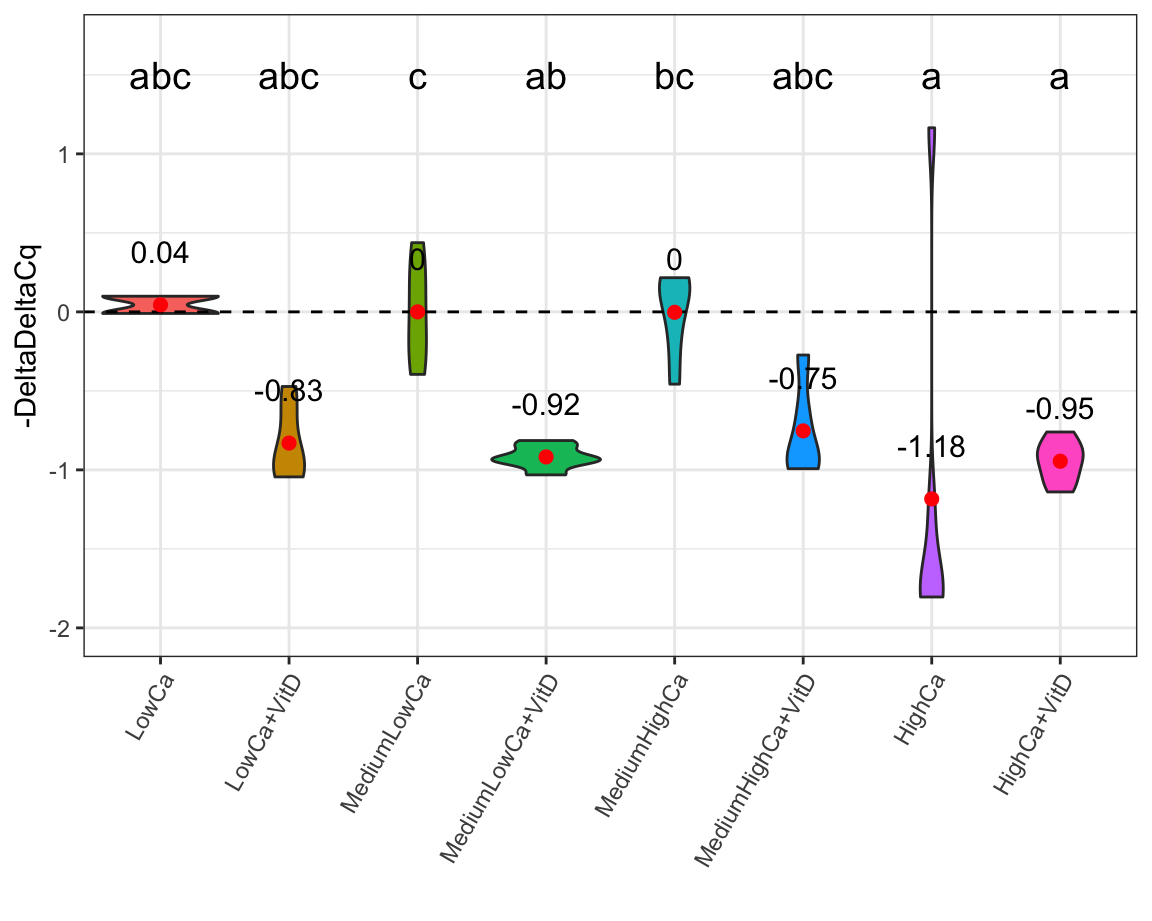 abc abc c ab bc abc a a
1
0.04
0
0
0
-0.83
-0.92
-0.75
-1.18
-0.95
-1
-2
-DeltaDeltaCq
LowCa
LowCa+VitD
MediumLowCa
MediumLowCa+VitD
MediumHighCa
MediumHighCa+VitD
HighCa
HighCa+VitD